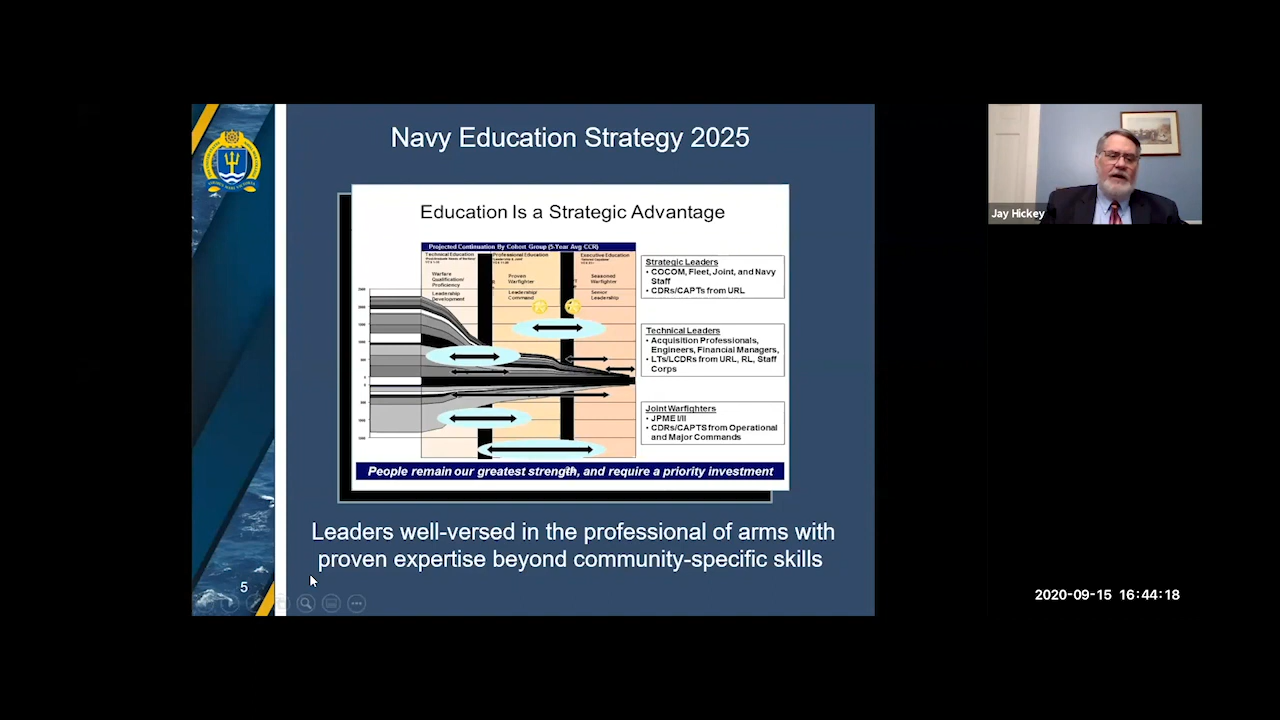 Navy Education Strategy 2025
Education Is a Strategic Advantage
Projected Continuation By Cohort Group (5-Year Avg CCR)
Technical Education
Professional Education
Executive Education
Warfare
Qualification/
Proficiency
Leadership
Development
Proven
Warfighter
Leadership
Command
Seasoned
Warfighter
Senior
Leadership
Strategic Leaders
• COCOM, Fleet, Joint, and Navy
Staff
• CDRs/CAPTs from URL
Technical Leaders
• Acquisition Professionals,
Engineers, Financial Managers,
• LTs/LCDRs from URL, RL, Staff
Corps
Joint Warfighters
• JPME I/II
• CDRs/CAPTS from Operational
and Major Commands
People remain our greatest strength, and require a priority investment
Leaders well-versed in the professional of arms with
proven expertise beyond community-specific skills
5
Jay Hickey
2020-09-15 16:44:18